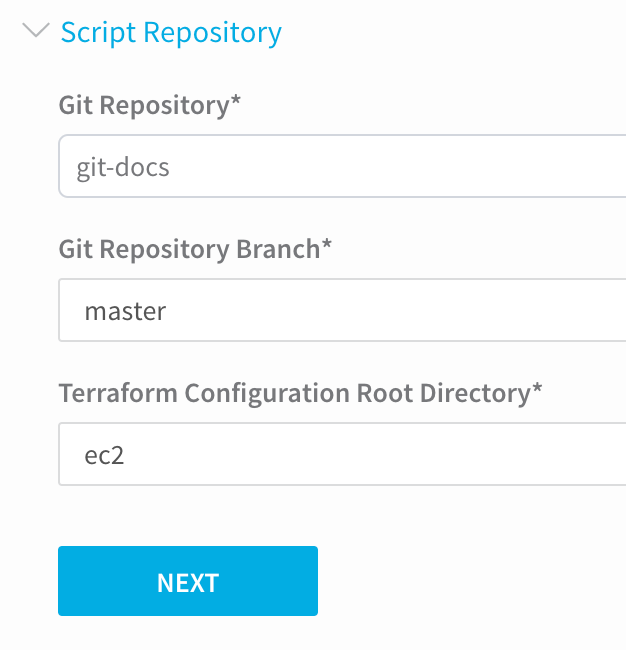 Script Repository
Git Repository*
git-docs
Git Repository Branch*
master
Terraform Configuration Root Directory*
ec2
NEXT